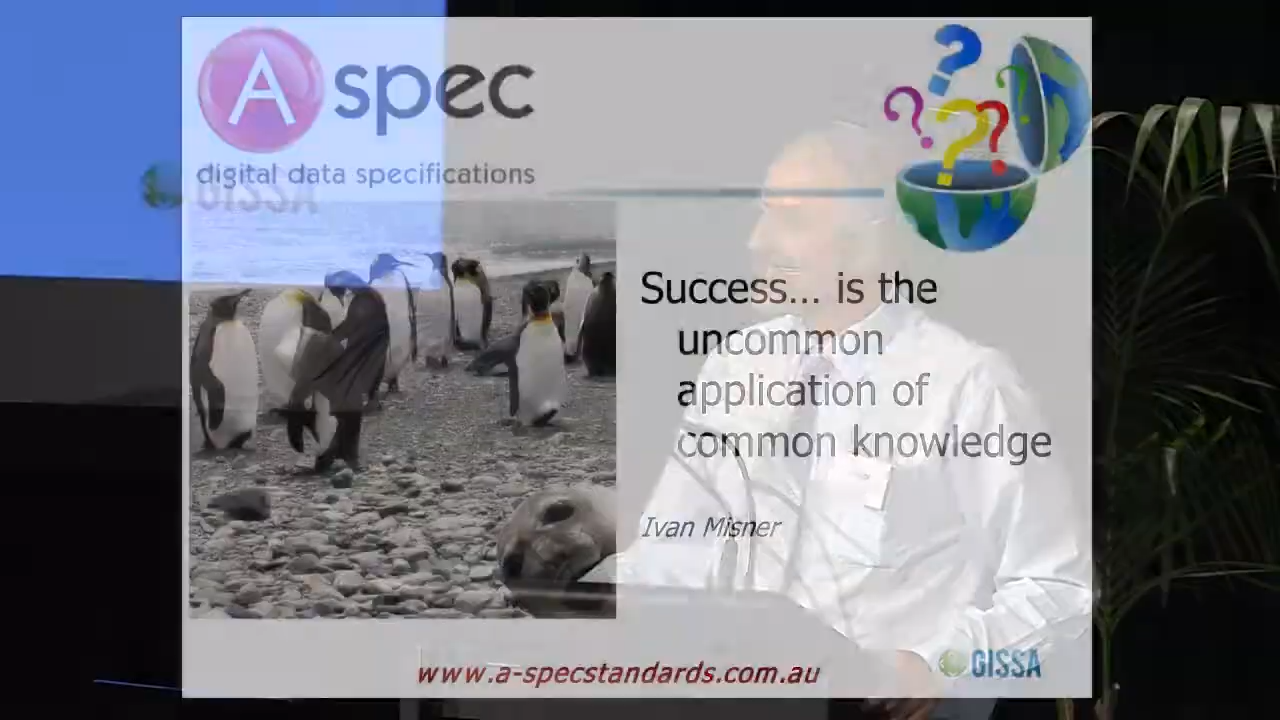 A spec
digital data specifications
GISSA
Success... is the
uncommon
application of
common knowledge
Ivan Misner
www.a-specstandards.com.au
GISSA